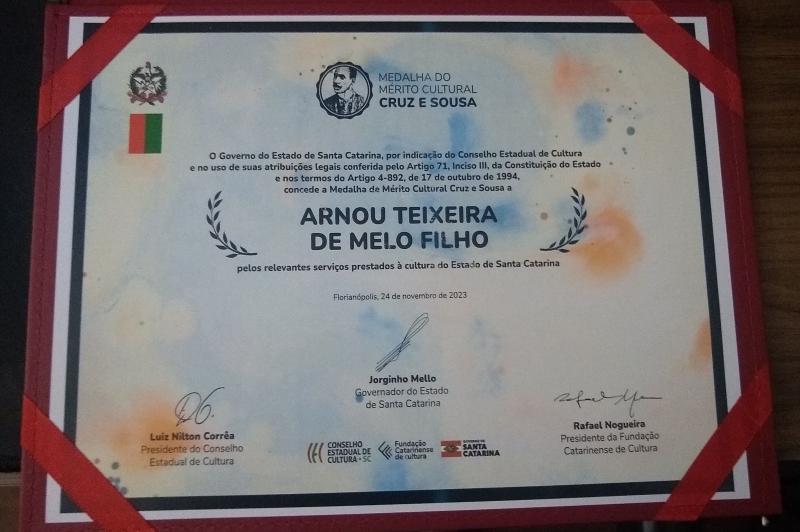 MEDALHA DO
MÉRITO CULTURAL
CRUZ E SOUSA
O Governo do Estado de Santa Catarina, por indicação do Conselho Estadual de Cultura
e no uso de suas atribuições legais conferida pelo Artigo 71, Inciso III, da Constituição do Estado
e nos termos do Artigo 4-892, de 17 de outubro de 1994,
concede a Medalha de Mérito Cultural Cruz e Sousa a
ARNOU TEIXEIRA
DE MELO FILHO
pelos relevantes serviços prestados à cultura do Estado de Santa Catarina
Florianópolis, 24 de novembro de 2023
Jorginho Mello
Governador do Estado
de Santa Catarina
Luiz Nilton Corrêa
Presidente do Conselho
Estadual de Cultura
Rafael Nogueira
Presidente da Fundação
Catarinense de Cultura
CONSELHO
ESTADUAL DE
CULTURA • SC
Fundação
Catarinense
de cultura
GOVERNO DE
SANTA
CATARINA